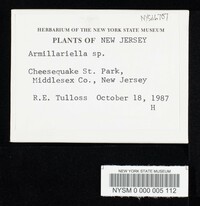 HERBARIUM OF THE NEW YORK STATE MUSEUM
PLANTS OF NEW JERSEY
Armillariella sp.
Cheesequake St. Park,
Middlesex Co., New Jersey
R.E. Tulloss October 18, 1987
H
NEW YORK STATE MUSEUM
NYSM 0 000 005 112